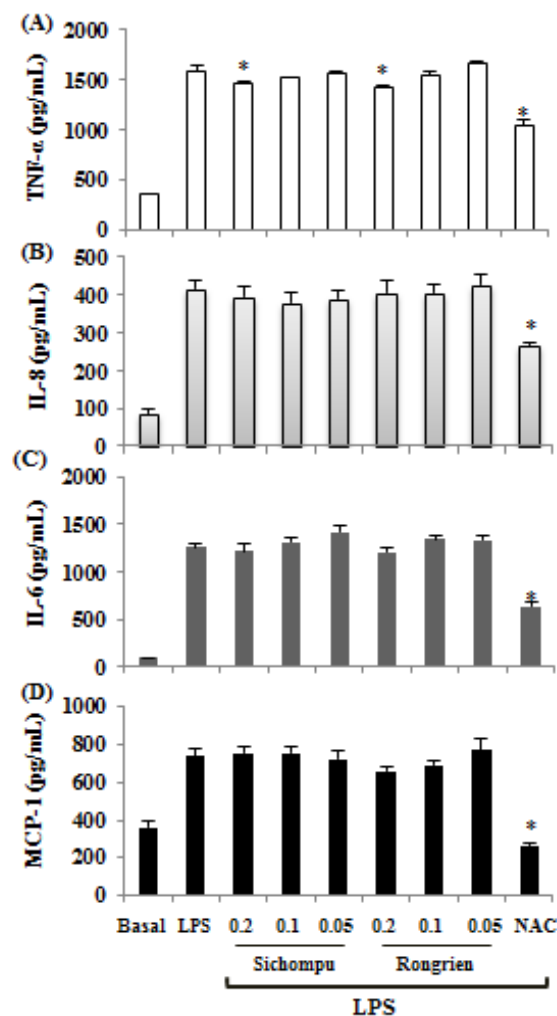 (A)
TNF-α (pg/mL)
2000
1500
1000
500
0
* * *
(B)
IL-8 (pg/mL)
500
400
300
200
100
0
*
(C)
IL-6 (pg/mL)
2000
1500
1000
500
0
*
(D)
MCP-1 (pg/mL)
1000
800
600
400
200
0
*
Basal LPS 0.2 0.1 0.05 0.2 0.1 0.05 NAC
Sichompu Rongrien
LPS